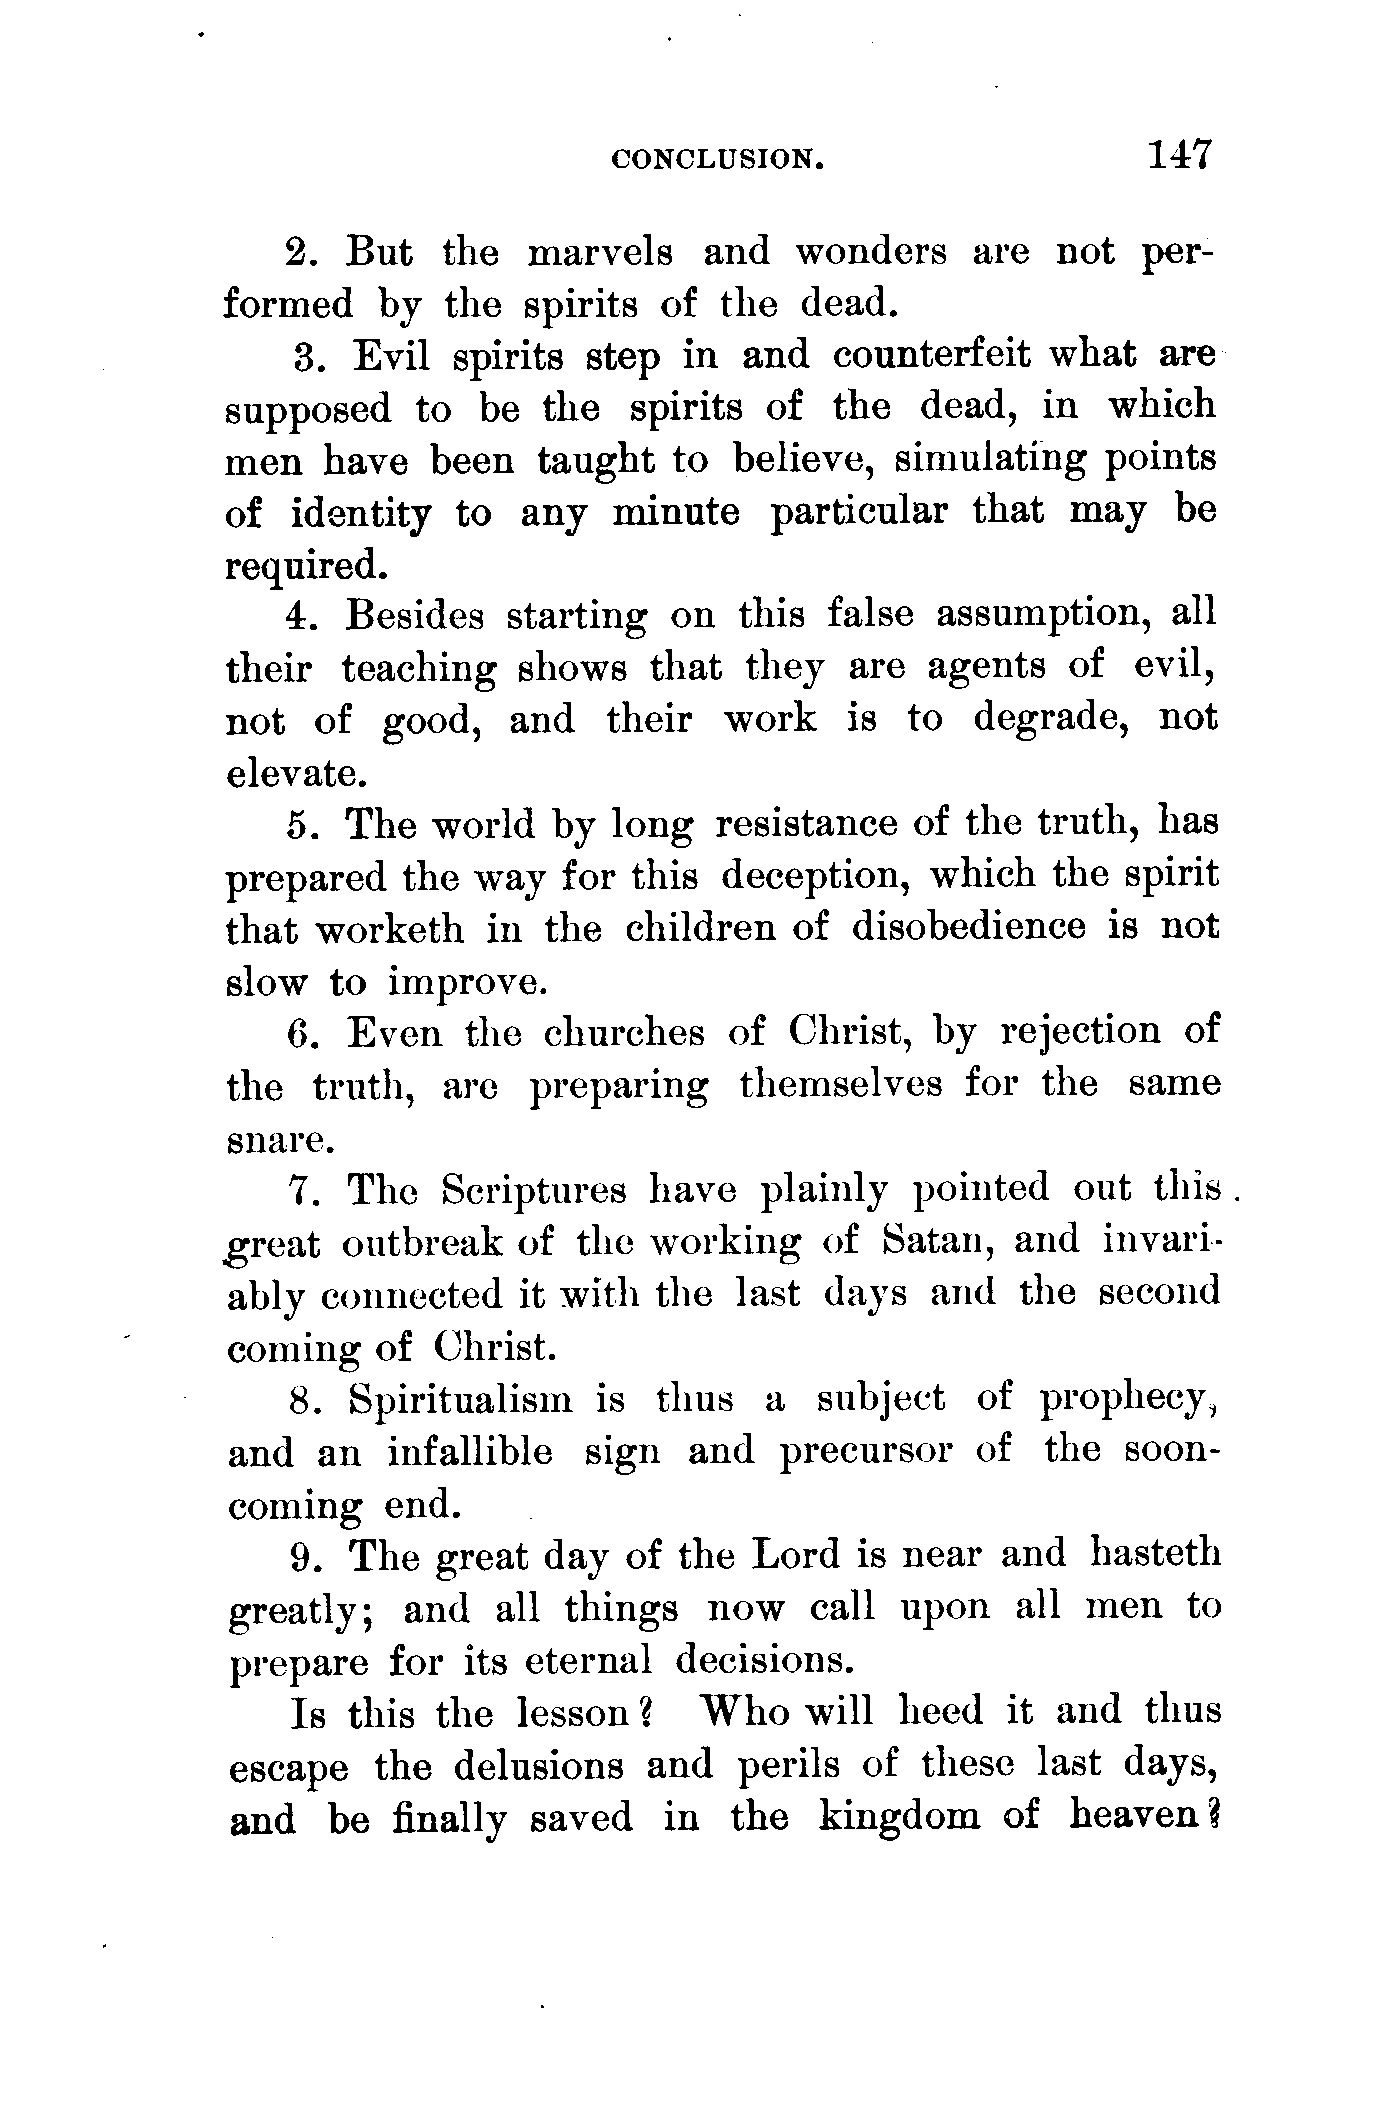 CONCLUSION. 147
2. But the marvels and wonders are not per-
formed by the spirits of the dead.
3. Evil spirits step in and counterfeit what are
supposed to be the spirits of the dead, in which
men have been taught to believe, simulating points
of identity to any minute particular that may be
required.
4. Besides starting on this false assumption, all
their teaching shows that they are agents of evil,
not of good, and their work is to degrade, not
elevate.
5. The world by long resistance of the truth, has
prepared the way for this deception, which the spirit
that worketh in the children of disobedience is not
slow to improve.
6. Even the churches of Christ, by rejection of
the truth, are preparing themselves for the same
snare.
7. The Scriptures have plainly pointed out this
great outbreak of the working of Satan, and invari-
ably connected it with the last days and the second
coming of Christ.
8. Spiritualism is thus a subject of prophecy,
and an infallible sign and precursor of the soon-
coming end.
9. The great day of the Lord is near and hasteth
greatly; and all things now call upon all men to
prepare for its eternal decisions.
Is this the lesson? Who will heed it and thus
escape the delusions and perils of these last days,
and be finally saved in the kingdom of heaven?